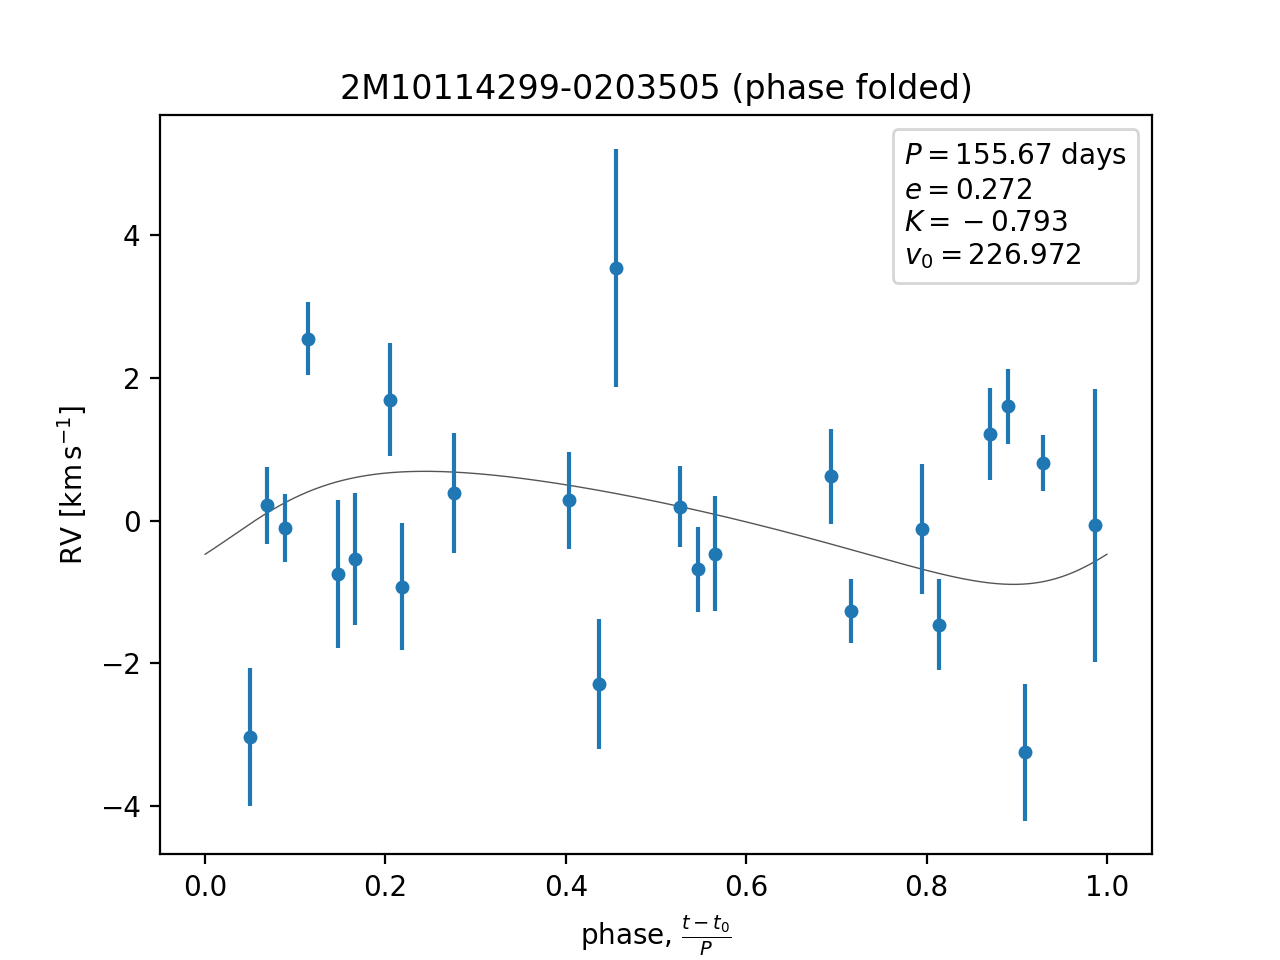 2M10114299-0203505 (phase folded)
P = 155.67 days
e = 0.272
K = −0.793
v₀ = 226.972
RV [km s⁻¹]
4
2
0
−2
−4
0.0 0.2 0.4 0.6 0.8 1.0
phase, (t − t₀)/P